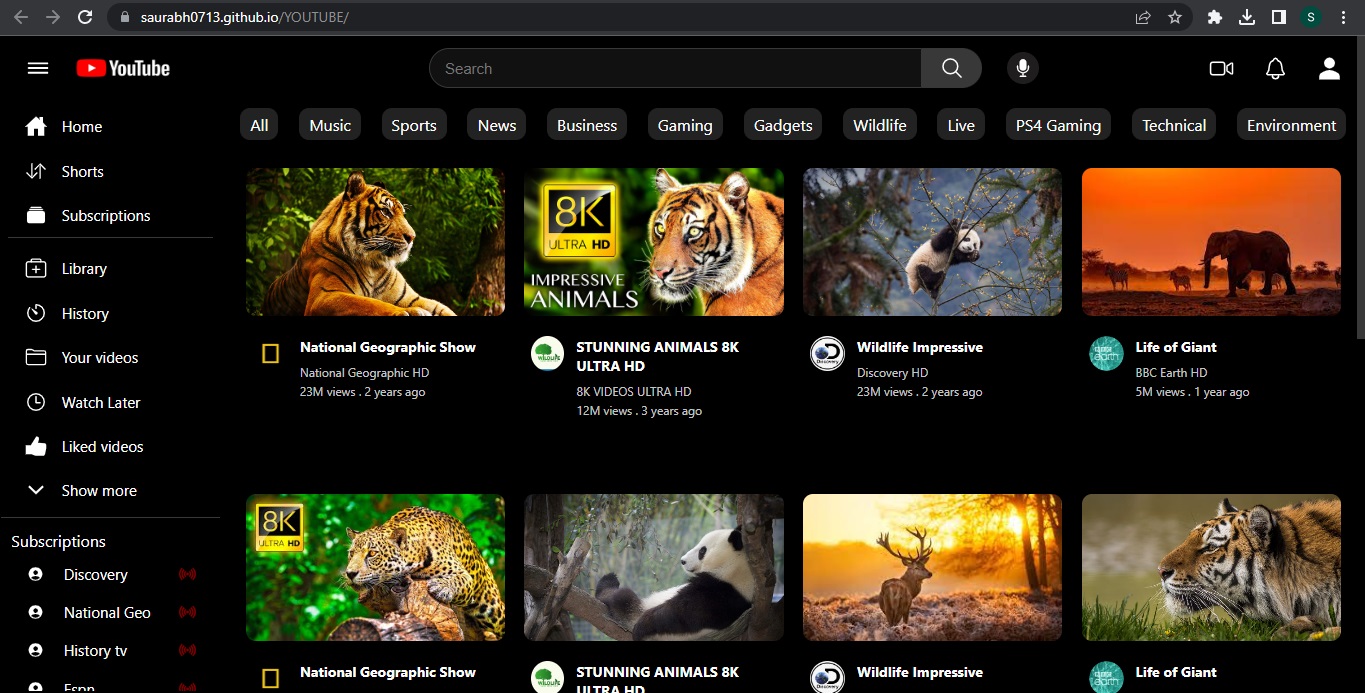 saurabh0713.github.io/YOUTUBE/
S
YouTube
Search
Home
Shorts
Subscriptions
Library
History
Your videos
Watch Later
Liked videos
Show more
Subscriptions
Discovery
National Geo
History tv
Espn
All
Music
Sports
News
Business
Gaming
Gadgets
Wildlife
Live
PS4 Gaming
Technical
Environment
National Geographic Show
National Geographic HD
23M views . 2 years ago
8K
ULTRA HD
IMPRESSIVE
ANIMALS
STUNNING ANIMALS 8K
ULTRA HD
8K VIDEOS ULTRA HD
12M views . 3 years ago
Discovery
Wildlife Impressive
Discovery HD
23M views . 2 years ago
earth
Life of Giant
BBC Earth HD
5M views . 1 year ago
8K
ULTRA HD
National Geographic Show
STUNNING ANIMALS 8K
ULTRA HD
Discovery
Wildlife Impressive
earth
Life of Giant